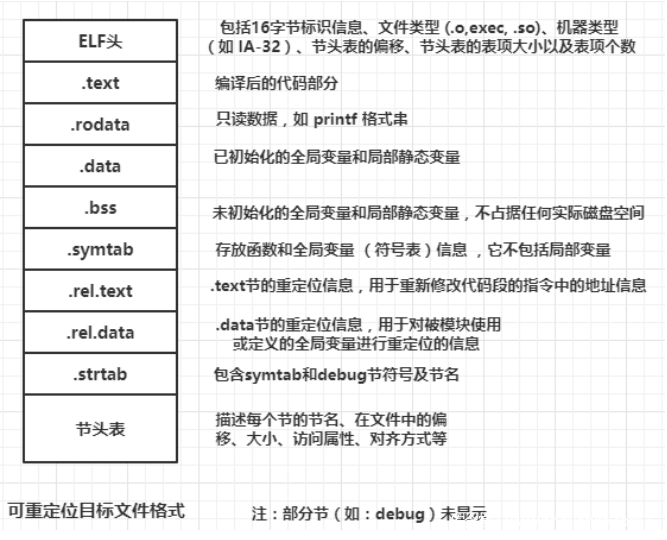 ELF头
包括16字节标识信息、文件类型 (.o,exec, .so)、机器类型
（如 IA-32）、节头表的偏移、节头表的表项大小以及表项个数
.text
编译后的代码部分
.rodata
只读数据，如 printf 格式串
.data
已初始化的全局变量和局部静态变量
.bss
未初始化的全局变量和局部静态变量，不占据任何实际磁盘空间
.symtab
存放函数和全局变量 （符号表）信息 ，它不包括局部变量
.rel.text
.text节的重定位信息，用于重新修改代码段的指令中的地址信息
.rel.data
.data节的重定位信息，用于对被模块使用
或定义的全局变量进行重定位的信息
.strtab
包含symtab和debug节符号及节名
节头表
描述每个节的节名、在文件中的偏
移、大小、访问属性、对齐方式等
可重定位目标文件格式
注：部分节（如：debug）未显示